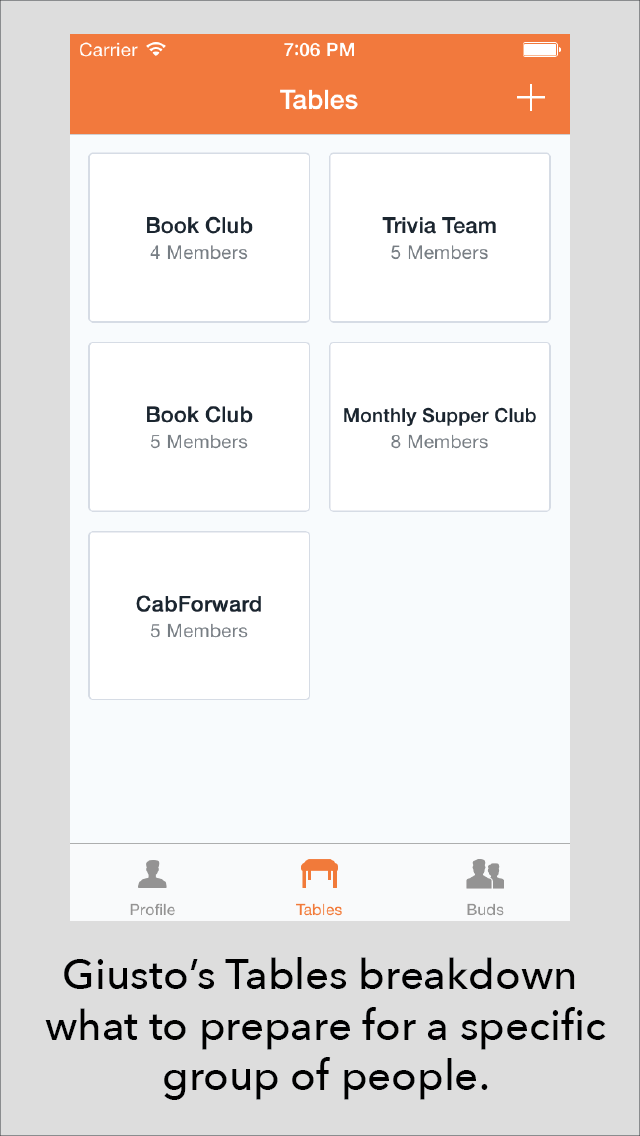 Carrier 7:06 PM
Tables
Book Club
4 Members
Trivia Team
5 Members
Book Club
5 Members
Monthly Supper Club
8 Members
CabForward
5 Members
Profile
Tables
Buds
Giusto’s Tables breakdown
what to prepare for a specific
group of people.